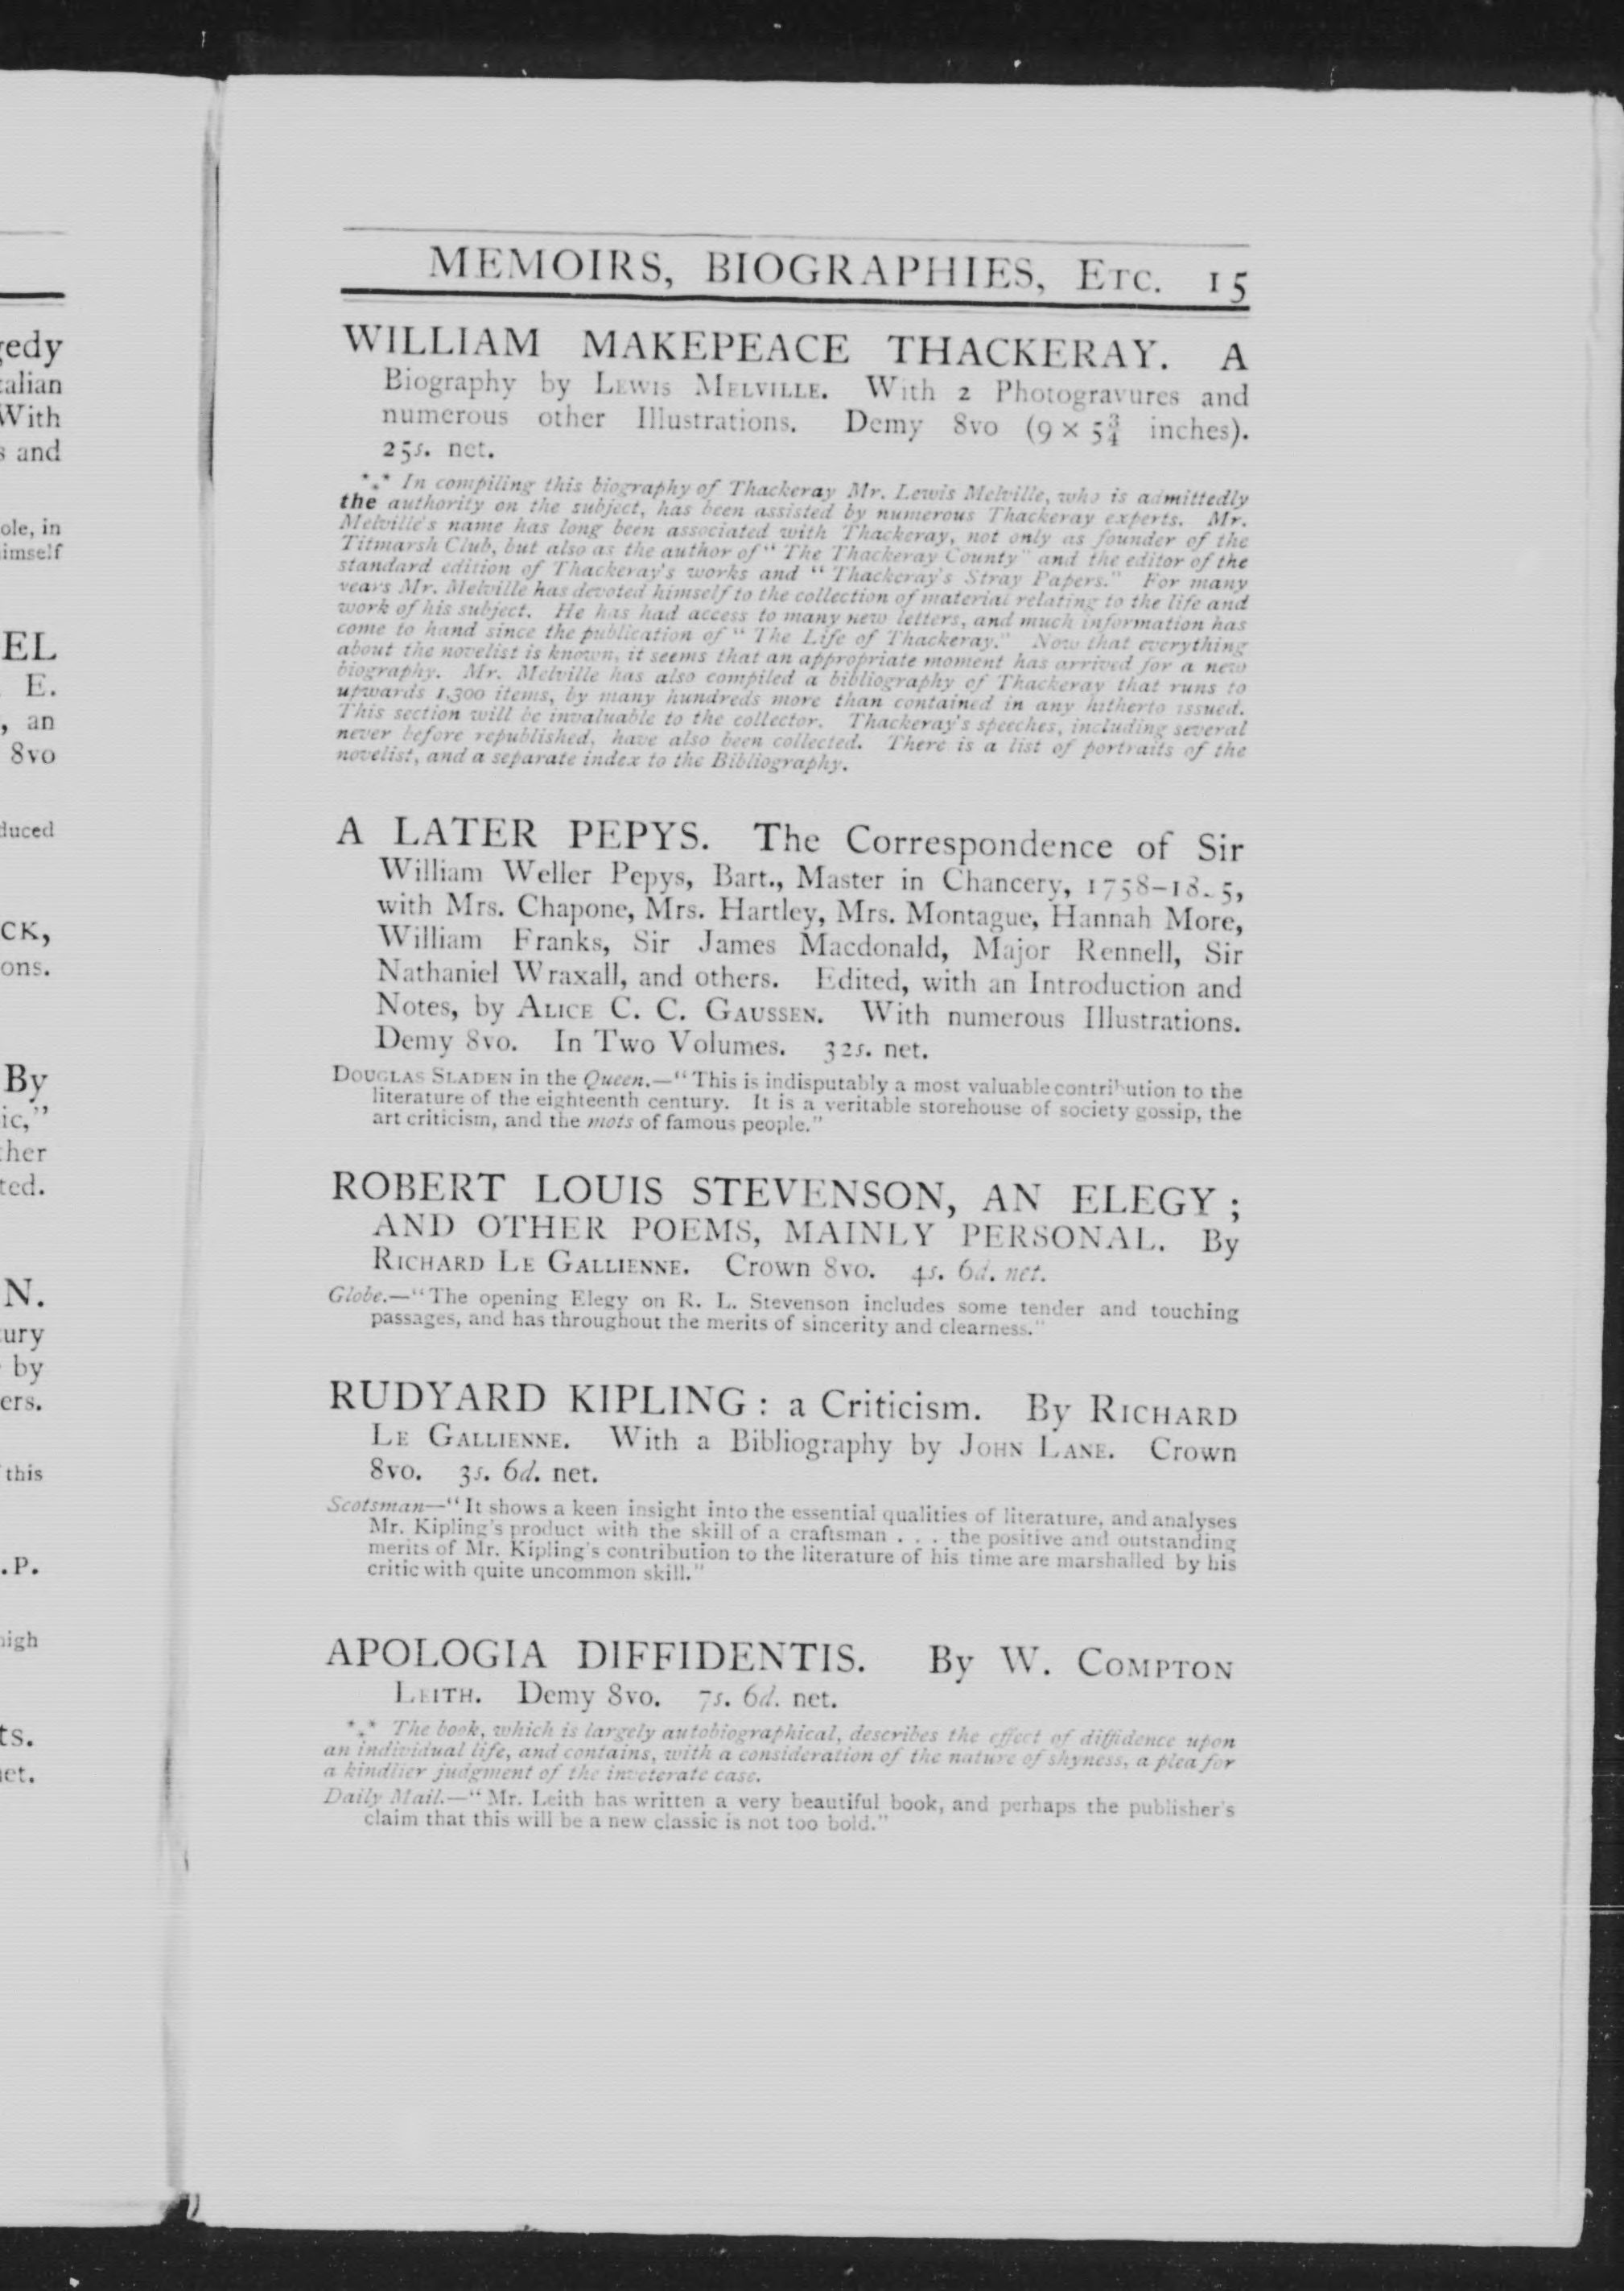 MEMOIRS, BIOGRAPHIES, ETC. 15
WILLIAM MAKEPEACE THACKERAY. A
Biography by LEWIS MELVILLE. With 2 Photogravures and
numerous other Illustrations. Demy 8vo (9 × 5¾ inches).
25s. net.
*⁎* In compiling this biography of Thackeray Mr. Lewis Melville, who is admittedly
the authority on the subject, has been assisted by numerous Thackeray experts. Mr.
Melville's name has long been associated with Thackeray, not only as founder of the
Titmarsh Club, but also as the author of "The Thackeray County" and the editor of the
standard edition of Thackeray's works and "Thackeray's Stray Papers." For many
years Mr. Melville has devoted himself to the collection of material relating to the life and
work of his subject. He has had access to many new letters, and much information has
come to hand since the publication of "The Life of Thackeray." Now that everything
about the novelist is known, it seems that an appropriate moment has arrived for a new
biography. Mr. Melville has also compiled a bibliography of Thackeray that runs to
upwards 1,300 items, by many hundreds more than contained in any hitherto issued.
This section will be invaluable to the collector. Thackeray's speeches, including several
never before republished, have also been collected. There is a list of portraits of the
novelist, and a separate index to the Bibliography.
A LATER PEPYS. The Correspondence of Sir
William Weller Pepys, Bart., Master in Chancery, 1758–18 5,
with Mrs. Chapone, Mrs. Hartley, Mrs. Montague, Hannah More,
William Franks, Sir James Macdonald, Major Rennell, Sir
Nathaniel Wraxall, and others. Edited, with an Introduction and
Notes, by ALICE C. C. GAUSSEN. With numerous Illustrations.
Demy 8vo. In Two Volumes. 32s. net.
DOUGLAS SLADEN in the Queen.—"This is indisputably a most valuable contribution to the
literature of the eighteenth century. It is a veritable storehouse of society gossip, the
art criticism, and the mots of famous people."
ROBERT LOUIS STEVENSON, AN ELEGY;
AND OTHER POEMS, MAINLY PERSONAL. By
RICHARD LE GALLIENNE. Crown 8vo. 4s. 6d. net.
Globe.—"The opening Elegy on R. L. Stevenson includes some tender and touching
passages, and has throughout the merits of sincerity and clearness."
RUDYARD KIPLING: a Criticism. By RICHARD
LE GALLIENNE. With a Bibliography by JOHN LANE. Crown
8vo. 3s. 6d. net.
Scotsman—"It shows a keen insight into the essential qualities of literature, and analyses
Mr. Kipling's product with the skill of a craftsman . . . the positive and outstanding
merits of Mr. Kipling's contribution to the literature of his time are marshalled by his
critic with quite uncommon skill."
APOLOGIA DIFFIDENTIS. By W. COMPTON
LEITH. Demy 8vo. 7s. 6d. net.
*⁎* The book, which is largely autobiographical, describes the effect of diffidence upon
an individual life, and contains, with a consideration of the nature of shyness, a plea for
a kindlier judgment of the inveterate case.
Daily Mail.—"Mr. Leith has written a very beautiful book, and perhaps the publisher's
claim that this will be a new classic is not too bold."